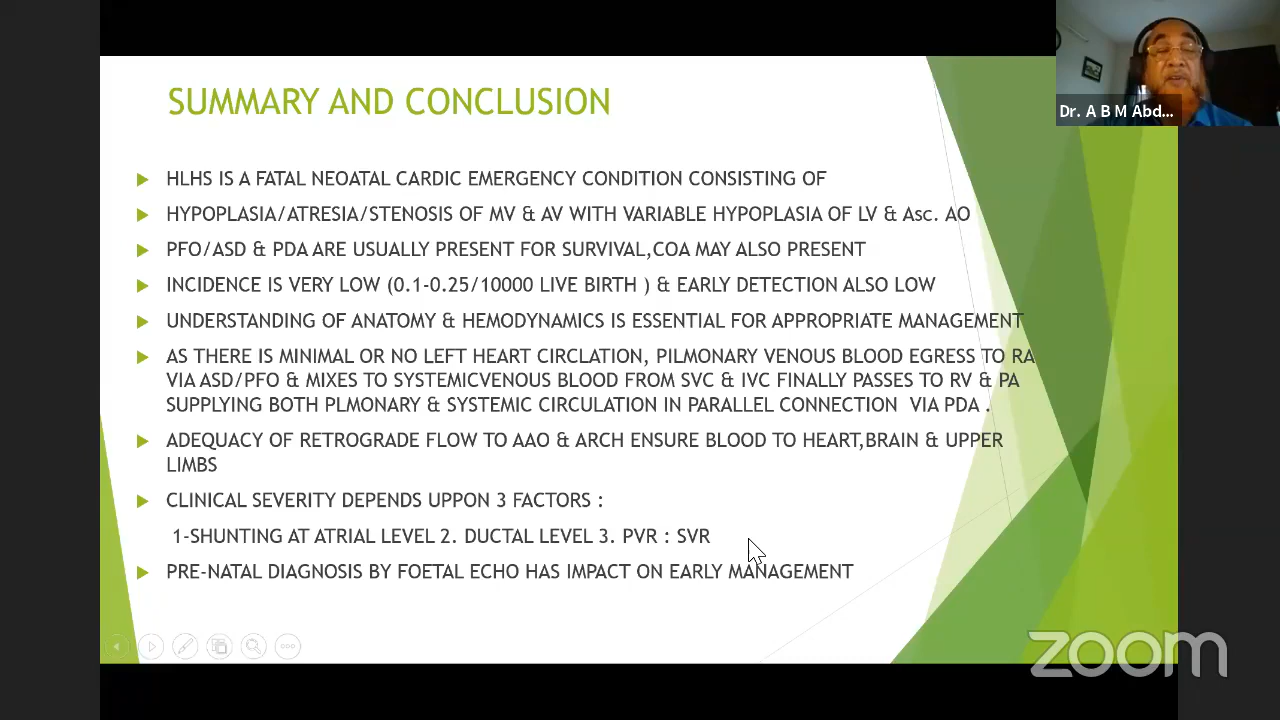 SUMMARY AND CONCLUSION
HLHS IS A FATAL NEOATAL CARDIC EMERGENCY CONDITION CONSISTING OF
HYPOPLASIA/ATRESIA/STENOSIS OF MV & AV WITH VARIABLE HYPOPLASIA OF LV & Asc. AO
PFO/ASD & PDA ARE USUALLY PRESENT FOR SURVIVAL,COA MAY ALSO PRESENT
INCIDENCE IS VERY LOW (0.1-0.25/10000 LIVE BIRTH ) & EARLY DETECTION ALSO LOW
UNDERSTANDING OF ANATOMY & HEMODYNAMICS IS ESSENTIAL FOR APPROPRIATE MANAGEMENT
AS THERE IS MINIMAL OR NO LEFT HEART CIRCLATION, PILMONARY VENOUS BLOOD EGRESS TO RA
VIA ASD/PFO & MIXES TO SYSTEMICVENOUS BLOOD FROM SVC & IVC FINALLY PASSES TO RV & PA
SUPPLYING BOTH PLMONARY & SYSTEMIC CIRCULATION IN PARALLEL CONNECTION VIA PDA .
ADEQUACY OF RETROGRADE FLOW TO AAO & ARCH ENSURE BLOOD TO HEART,BRAIN & UPPER
LIMBS
CLINICAL SEVERITY DEPENDS UPPON 3 FACTORS :
1-SHUNTING AT ATRIAL LEVEL 2. DUCTAL LEVEL 3. PVR : SVR
PRE-NATAL DIAGNOSIS BY FOETAL ECHO HAS IMPACT ON EARLY MANAGEMENT
Dr. A B M Abd...
zoom